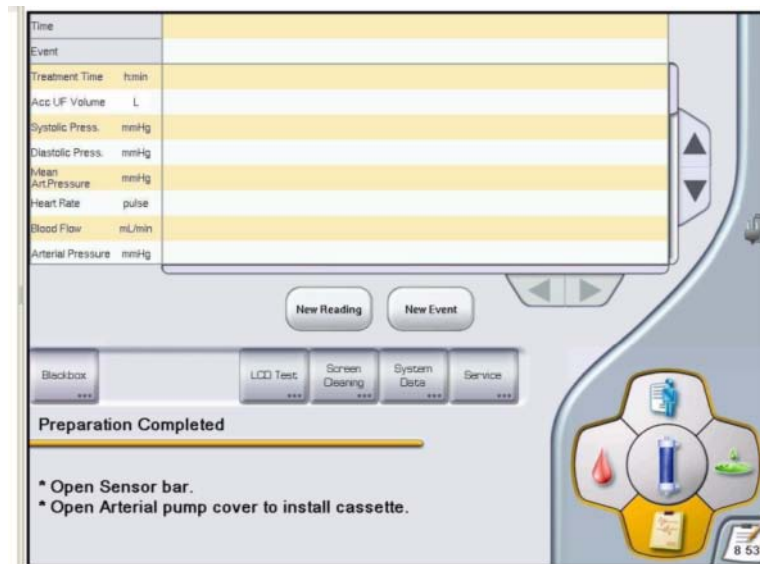 Time
Event
Treatment Time h:min
Acc UF Volume L
Systolic Press. mmHg
Diastolic Press. mmHg
Mean
Art.Pressure mmHg
Heart Rate pulse
Blood Flow mL/min
Arterial Pressure mmHg
New Reading New Event
Blackbox LCD Test Screen Cleaning System Data Service
Preparation Completed
* Open Sensor bar.
* Open Arterial pump cover to install cassette.
8 53